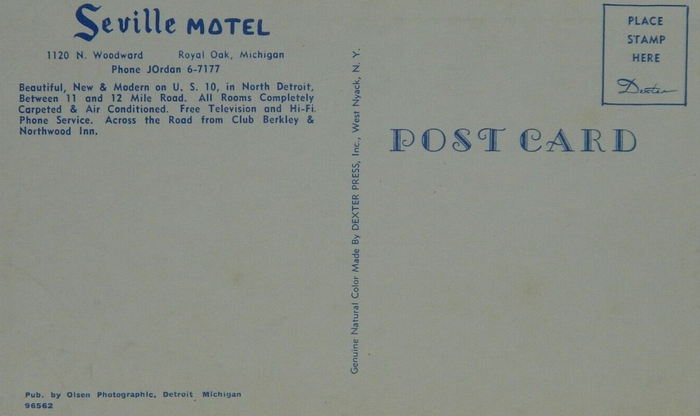 Seville MOTEL
1120 N. Woodward Royal Oak, Michigan
Phone JOrdan 6-7177
Beautiful, New & Modern on U. S. 10, in North Detroit,
Between 11 and 12 Mile Road. All Rooms Completely
Carpeted & Air Conditioned. Free Television and Hi-Fi.
Phone Service. Across the Road from Club Berkley &
Northwood Inn.
Pub. by Olsen Photographic, Detroit Michigan
96562
Genuine Natural Color Made By DEXTER PRESS, Inc., West Nyack, N. Y.
PLACE
STAMP
HERE
Dexter
POST CARD